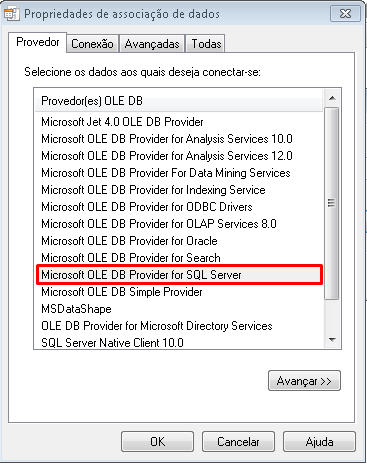 Propriedades de associação de dados
Provedor Conexão Avançadas Todas
Selecione os dados aos quais deseja conectar-se:
Provedor(es) OLE DB
Microsoft Jet 4.0 OLE DB Provider
Microsoft OLE DB Provider for Analysis Services 10.0
Microsoft OLE DB Provider for Analysis Services 12.0
Microsoft OLE DB Provider For Data Mining Services
Microsoft OLE DB Provider for Indexing Service
Microsoft OLE DB Provider for ODBC Drivers
Microsoft OLE DB Provider for OLAP Services 8.0
Microsoft OLE DB Provider for Oracle
Microsoft OLE DB Provider for Search
Microsoft OLE DB Provider for SQL Server
Microsoft OLE DB Simple Provider
MSDataShape
OLE DB Provider for Microsoft Directory Services
SQL Server Native Client 10.0
Avançar >>
OK Cancelar Ajuda